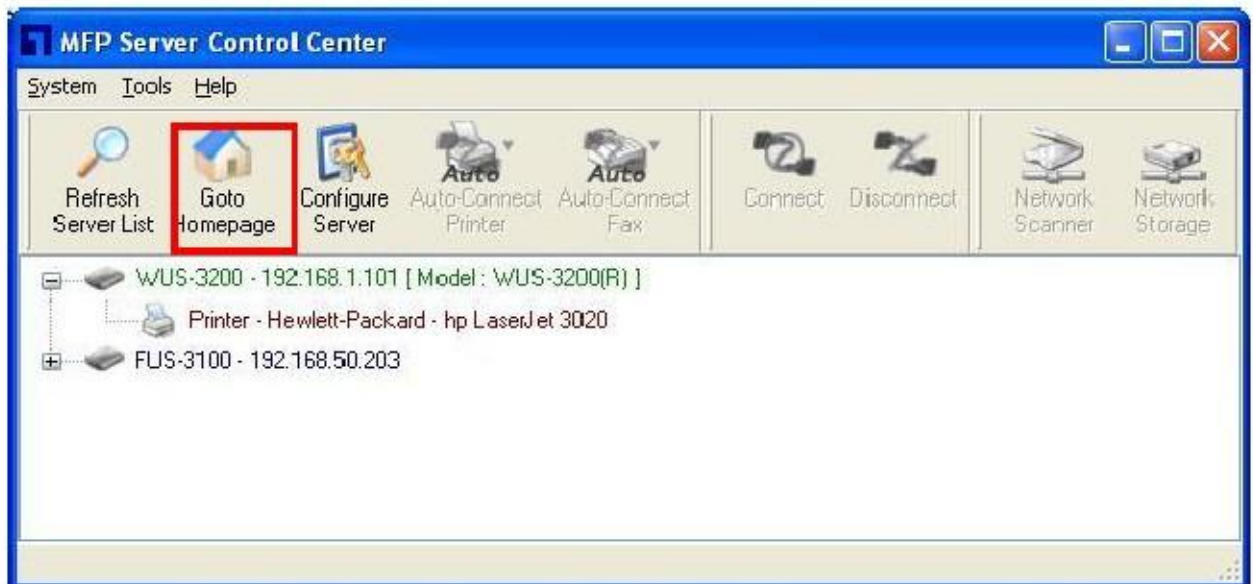 MFP Server Control Center
System Tools Help
Refresh Server List
Goto Homepage
Configure Server
Auto Auto-Connect Printer
Auto Auto-Connect Fax
Connect
Disconnect
Network Scanner
Network Storage
WUS-3200 - 192.168.1.101 [ Model : WUS-3200(R) ]
Printer - Hewlett-Packard - hp LaserJet 3020
FUS-3100 - 192.168.50.203